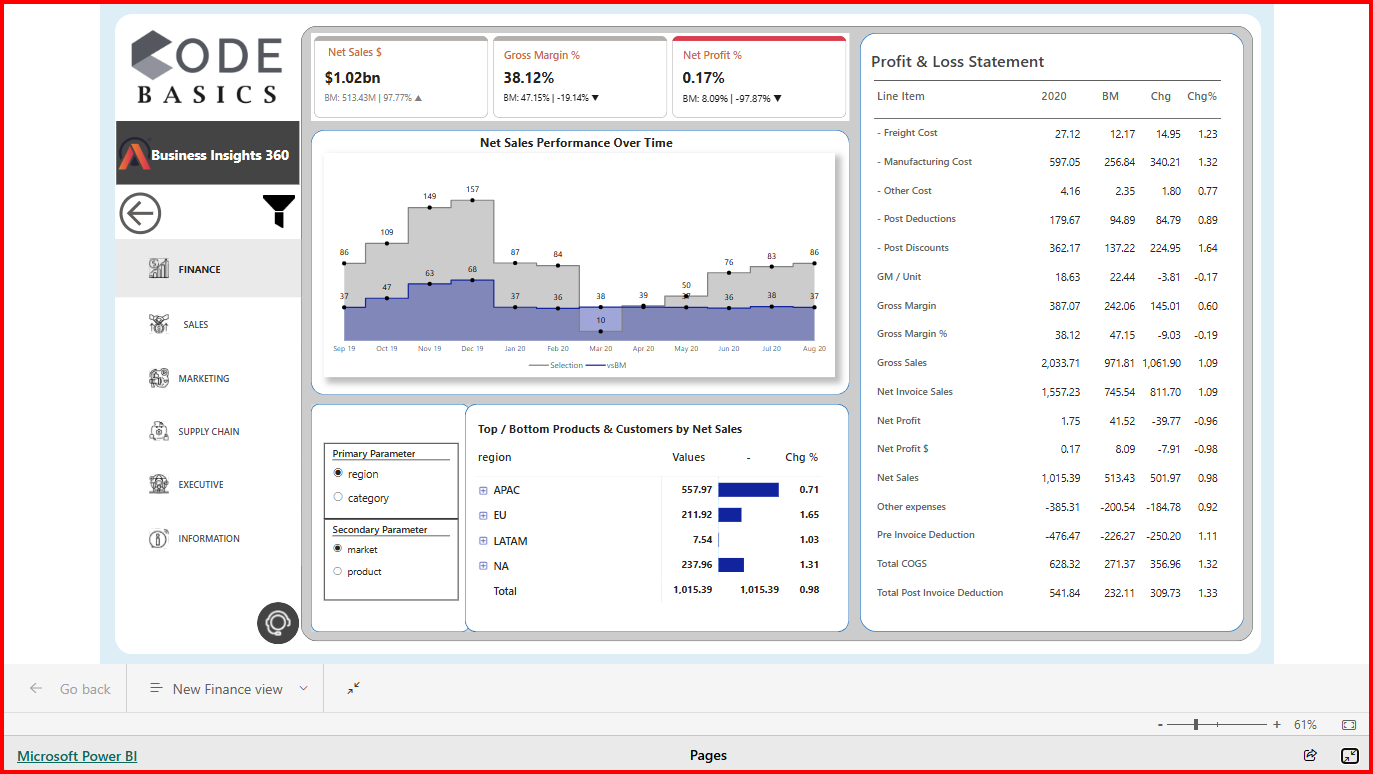 CODE
BASICS
Business Insights 360
FINANCE
SALES
MARKETING
SUPPLY CHAIN
EXECUTIVE
INFORMATION
Net Sales $
$1.02bn
BM: 513.43M | 97.77% ▲
Gross Margin %
38.12%
BM: 47.15% | -19.14% ▼
Net Profit %
0.17%
BM: 8.09% | -97.87% ▼
Net Sales Performance Over Time
86 109 149 157 87 84 10 39 50 76 83 86
37 47 63 68 37 36 38 37 36 38 37
Sep 19 Oct 19 Nov 19 Dec 19 Jan 20 Feb 20 Mar 20 Apr 20 May 20 Jun 20 Jul 20 Aug 20
Selection vsBM
Primary Parameter
region
category
Secondary Parameter
market
product
Top / Bottom Products & Customers by Net Sales
region Values - Chg %
APAC 557.97 0.71
EU 211.92 1.65
LATAM 7.54 1.03
NA 237.96 1.31
Total 1,015.39 1,015.39 0.98
Profit & Loss Statement
Line Item 2020 BM Chg Chg%
- Freight Cost 27.12 12.17 14.95 1.23
- Manufacturing Cost 597.05 256.84 340.21 1.32
- Other Cost 4.16 2.35 1.80 0.77
- Post Deductions 179.67 94.89 84.79 0.89
- Post Discounts 362.17 137.22 224.95 1.64
GM / Unit 18.63 22.44 -3.81 -0.17
Gross Margin 387.07 242.06 145.01 0.60
Gross Margin % 38.12 47.15 -9.03 -0.19
Gross Sales 2,033.71 971.81 1,061.90 1.09
Net Invoice Sales 1,557.23 745.54 811.70 1.09
Net Profit 1.75 41.52 -39.77 -0.96
Net Profit $ 0.17 8.09 -7.91 -0.98
Net Sales 1,015.39 513.43 501.97 0.98
Other expenses -385.31 -200.54 -184.78 0.92
Pre Invoice Deduction -476.47 -226.27 -250.20 1.11
Total COGS 628.32 271.37 356.96 1.32
Total Post Invoice Deduction 541.84 232.11 309.73 1.33
Go back
New Finance view
- + 61%
Microsoft Power BI
Pages